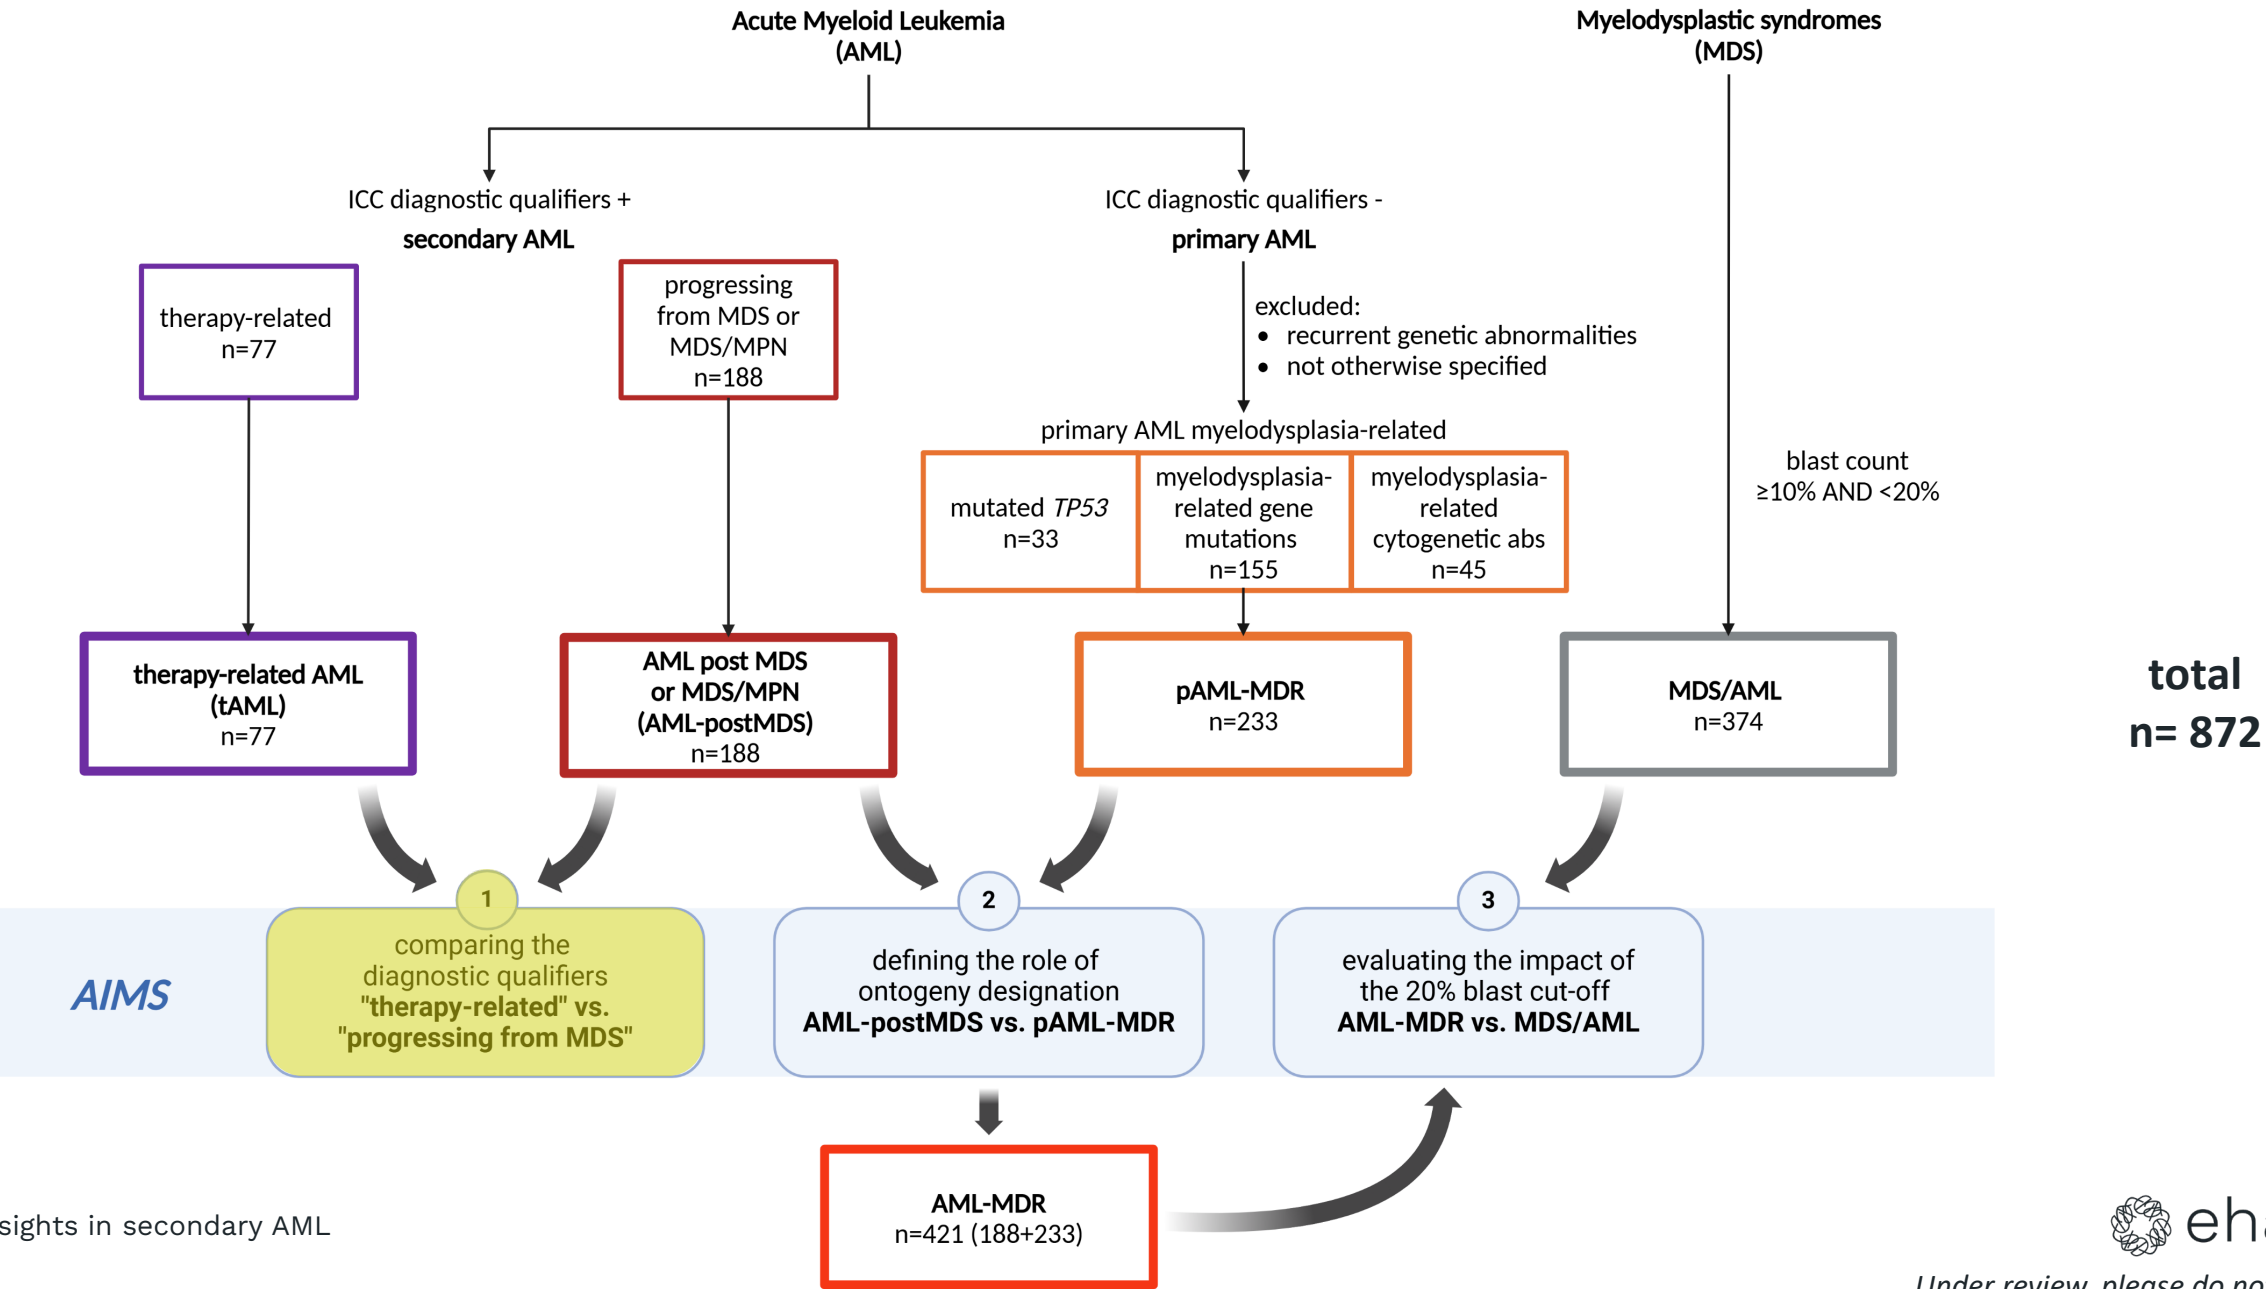 Acute Myeloid Leukemia
(AML)
Myelodysplastic syndromes
(MDS)
ICC diagnostic qualifiers +
secondary AML
ICC diagnostic qualifiers -
primary AML
therapy-related
n=77
progressing
from MDS or
MDS/MPN
n=188
excluded:
• recurrent genetic abnormalities
• not otherwise specified
primary AML myelodysplasia-related
mutated TP53
n=33
myelodysplasia-
related gene
mutations
n=155
myelodysplasia-
related
cytogenetic abs
n=45
blast count
≥10% AND <20%
therapy-related AML
(tAML)
n=77
AML post MDS
or MDS/MPN
(AML-postMDS)
n=188
pAML-MDR
n=233
MDS/AML
n=374
total
n= 872
AIMS
1
comparing the
diagnostic qualifiers
"therapy-related" vs.
"progressing from MDS"
2
defining the role of
ontogeny designation
AML-postMDS vs. pAML-MDR
3
evaluating the impact of
the 20% blast cut-off
AML-MDR vs. MDS/AML
AML-MDR
n=421 (188+233)
sights in secondary AML
eh
Under review, please do no